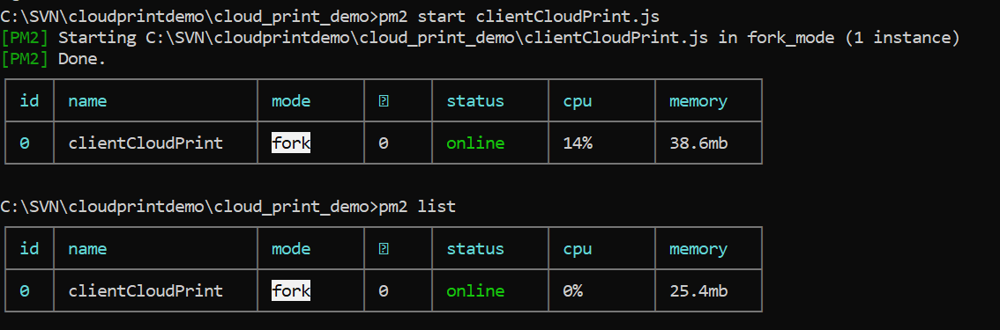 C:\SVN\cloudprintdemo\cloud_print_demo>pm2 start clientCloudPrint.js
[PM2] Starting C:\SVN\cloudprintdemo\cloud_print_demo\clientCloudPrint.js in fork_mode (1 instance)
[PM2] Done.
id name mode status cpu memory
0 clientCloudPrint fork 0 online 14% 38.6mb
C:\SVN\cloudprintdemo\cloud_print_demo>pm2 list
id name mode status cpu memory
0 clientCloudPrint fork 0 online 0% 25.4mb